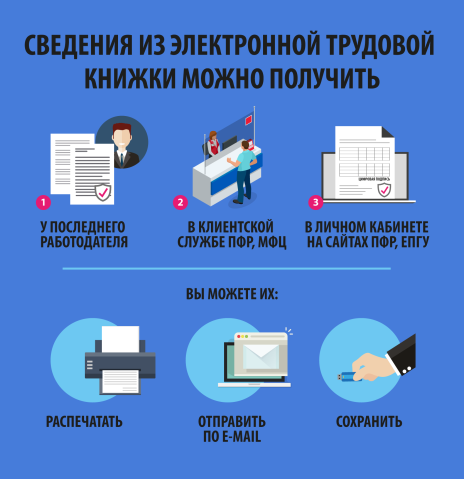 СВЕДЕНИЯ ИЗ ЭЛЕКТРОННОЙ ТРУДОВОЙ
КНИЖКИ МОЖНО ПОЛУЧИТЬ
ЦИФРОВАЯ ПОДПИСЬ
1
2
3
У ПОСЛЕДНЕГО
РАБОТОДАТЕЛЯ
В КЛИЕНТСКОЙ
СЛУЖБЕ ПФР, МФЦ
В ЛИЧНОМ КАБИНЕТЕ
НА САЙТАХ ПФР, ЕПГУ
ВЫ МОЖЕТЕ ИХ:
РАСПЕЧАТАТЬ
ОТПРАВИТЬ
ПО E-MAIL
СОХРАНИТЬ